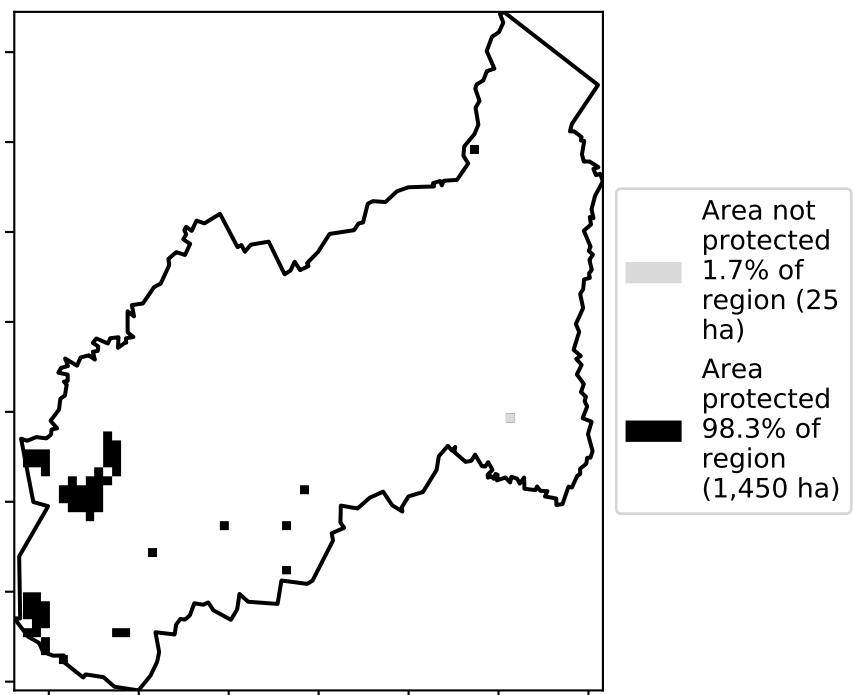 Area not
protected
1.7% of
region (25
ha)
Area
protected
98.3% of
region
(1,450 ha)